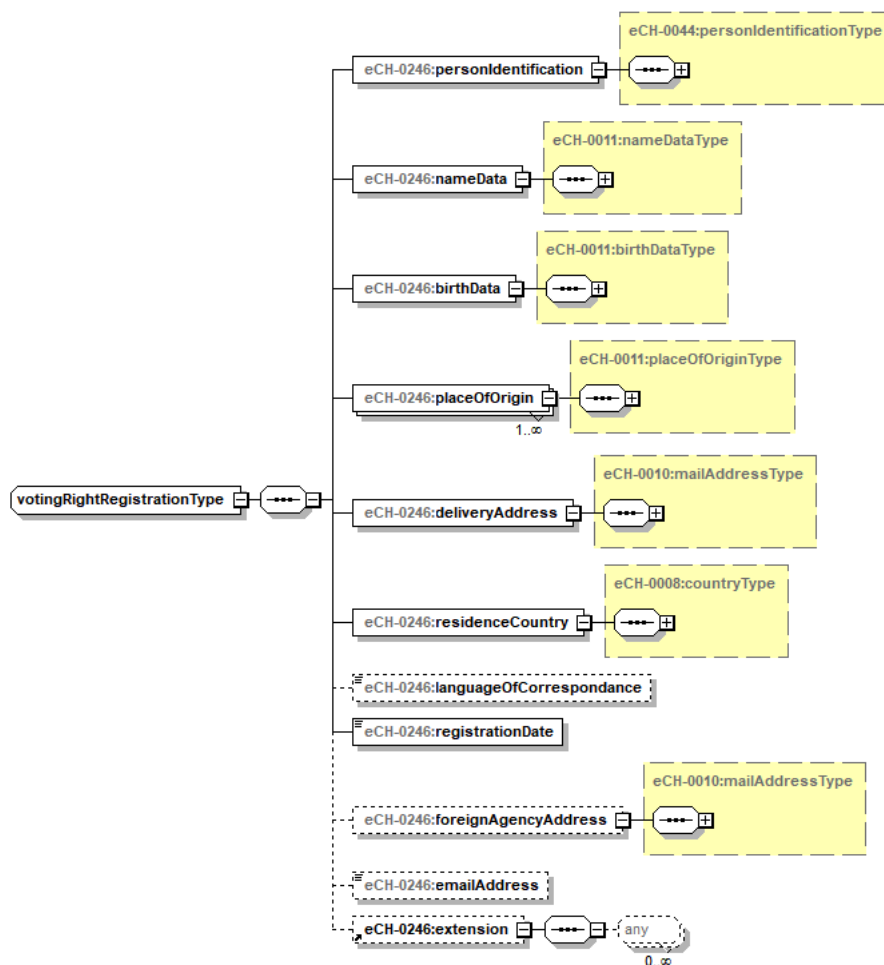 eCH-0044:personIdentificationType
eCH-0246:personIdentification
eCH-0011:nameDataType
eCH-0246:nameData
eCH-0011:birthDataType
eCH-0246:birthData
eCH-0011:placeOfOriginType
eCH-0246:placeOfOrigin
1..∞
eCH-0010:mailAddressType
votingRightRegistrationType
eCH-0246:deliveryAddress
eCH-0008:countryType
eCH-0246:residenceCountry
eCH-0246:languageOfCorrespondance
eCH-0246:registrationDate
eCH-0010:mailAddressType
eCH-0246:foreignAgencyAddress
eCH-0246:emailAddress
eCH-0246:extension
any
0..∞